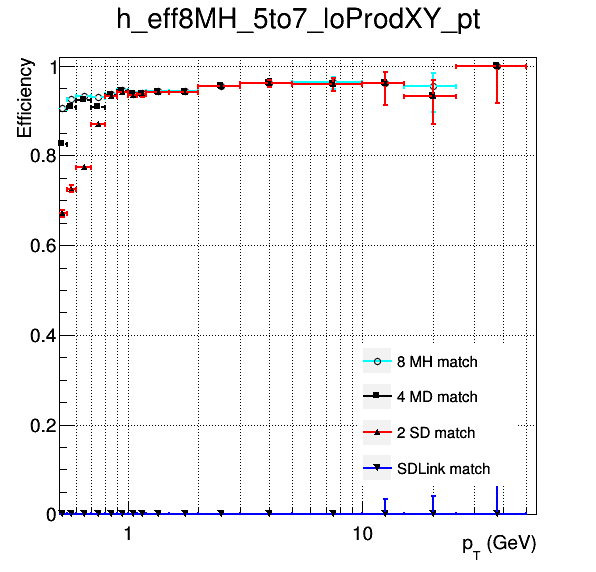 h_eff8MH_5to7_loProdXY_pt
Efficiency
1
0.8
0.6
0.4
8 MH match
4 MD match
0.2
2 SD match
SDLink match
0
1
10
p_T (GeV)